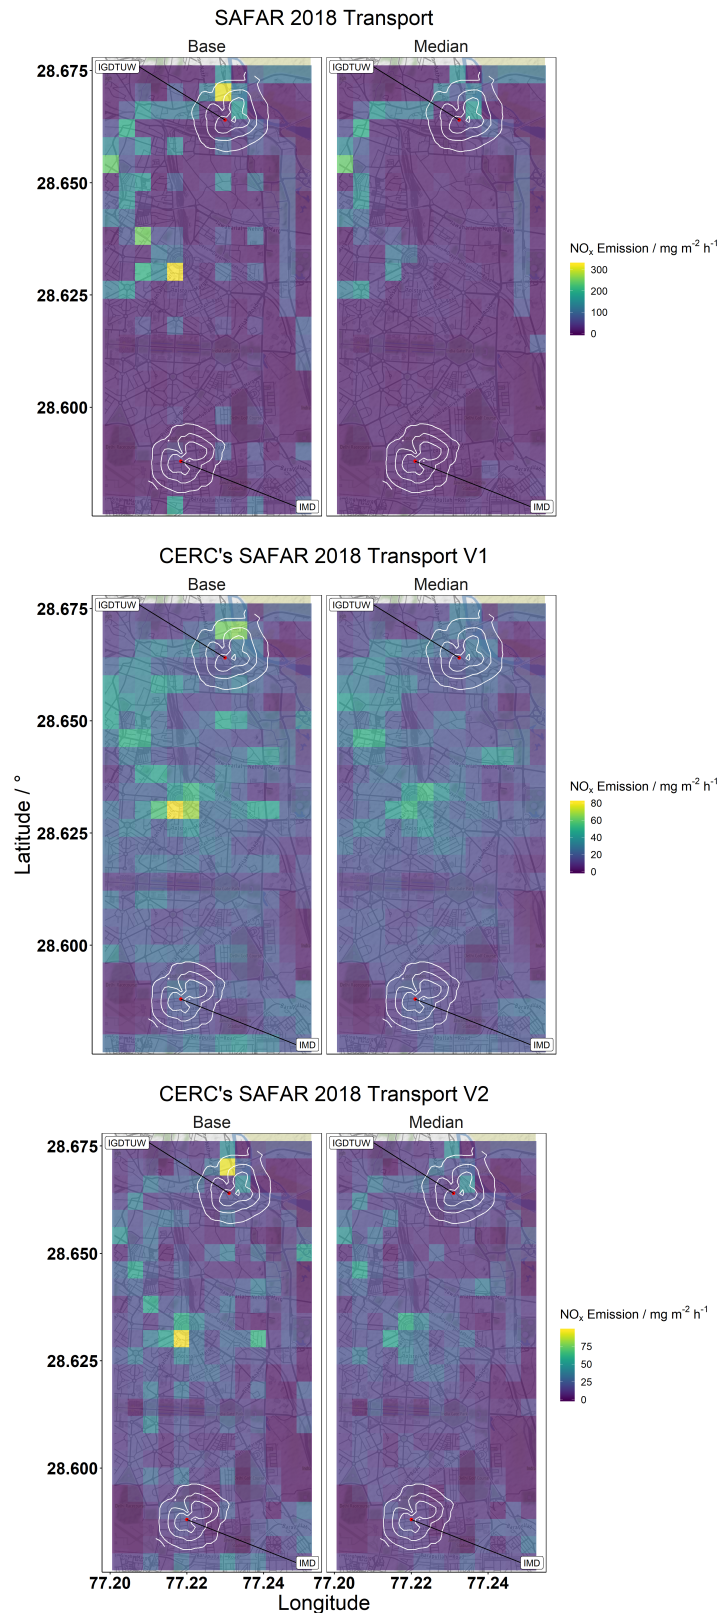 SAFAR 2018 Transport
Base Median
28.675
28.650
28.625
28.600
IGDTUW
IMD
IGDTUW
IMD
NOx Emission / mg m-2 h-1
300
200
100
0
CERC's SAFAR 2018 Transport V1
Base Median
28.675
28.650
28.625
28.600
IGDTUW
IMD
IGDTUW
IMD
NOx Emission / mg m-2 h-1
80
60
40
20
0
Latitude / °
CERC's SAFAR 2018 Transport V2
Base Median
28.675
28.650
28.625
28.600
IGDTUW
IMD
IGDTUW
IMD
NOx Emission / mg m-2 h-1
75
50
25
0
77.20 77.22 77.24 77.20 77.22 77.24
Longitude